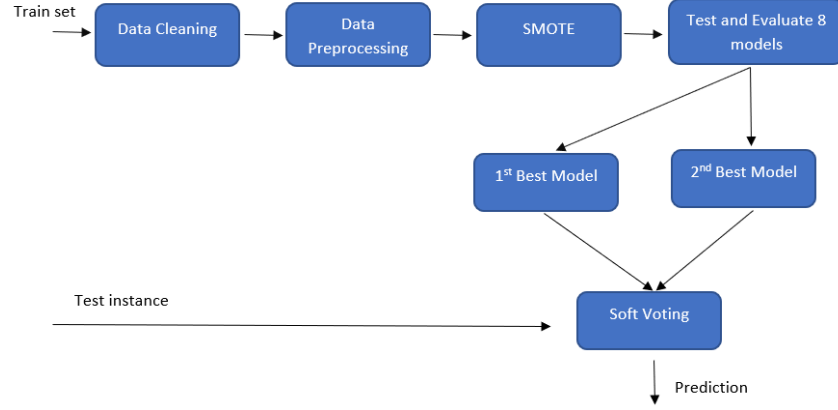 Train set
Data Cleaning
Data
Preprocessing
SMOTE
Test and Evaluate 8
models
1st Best Model
2nd Best Model
Test instance
Soft Voting
Prediction